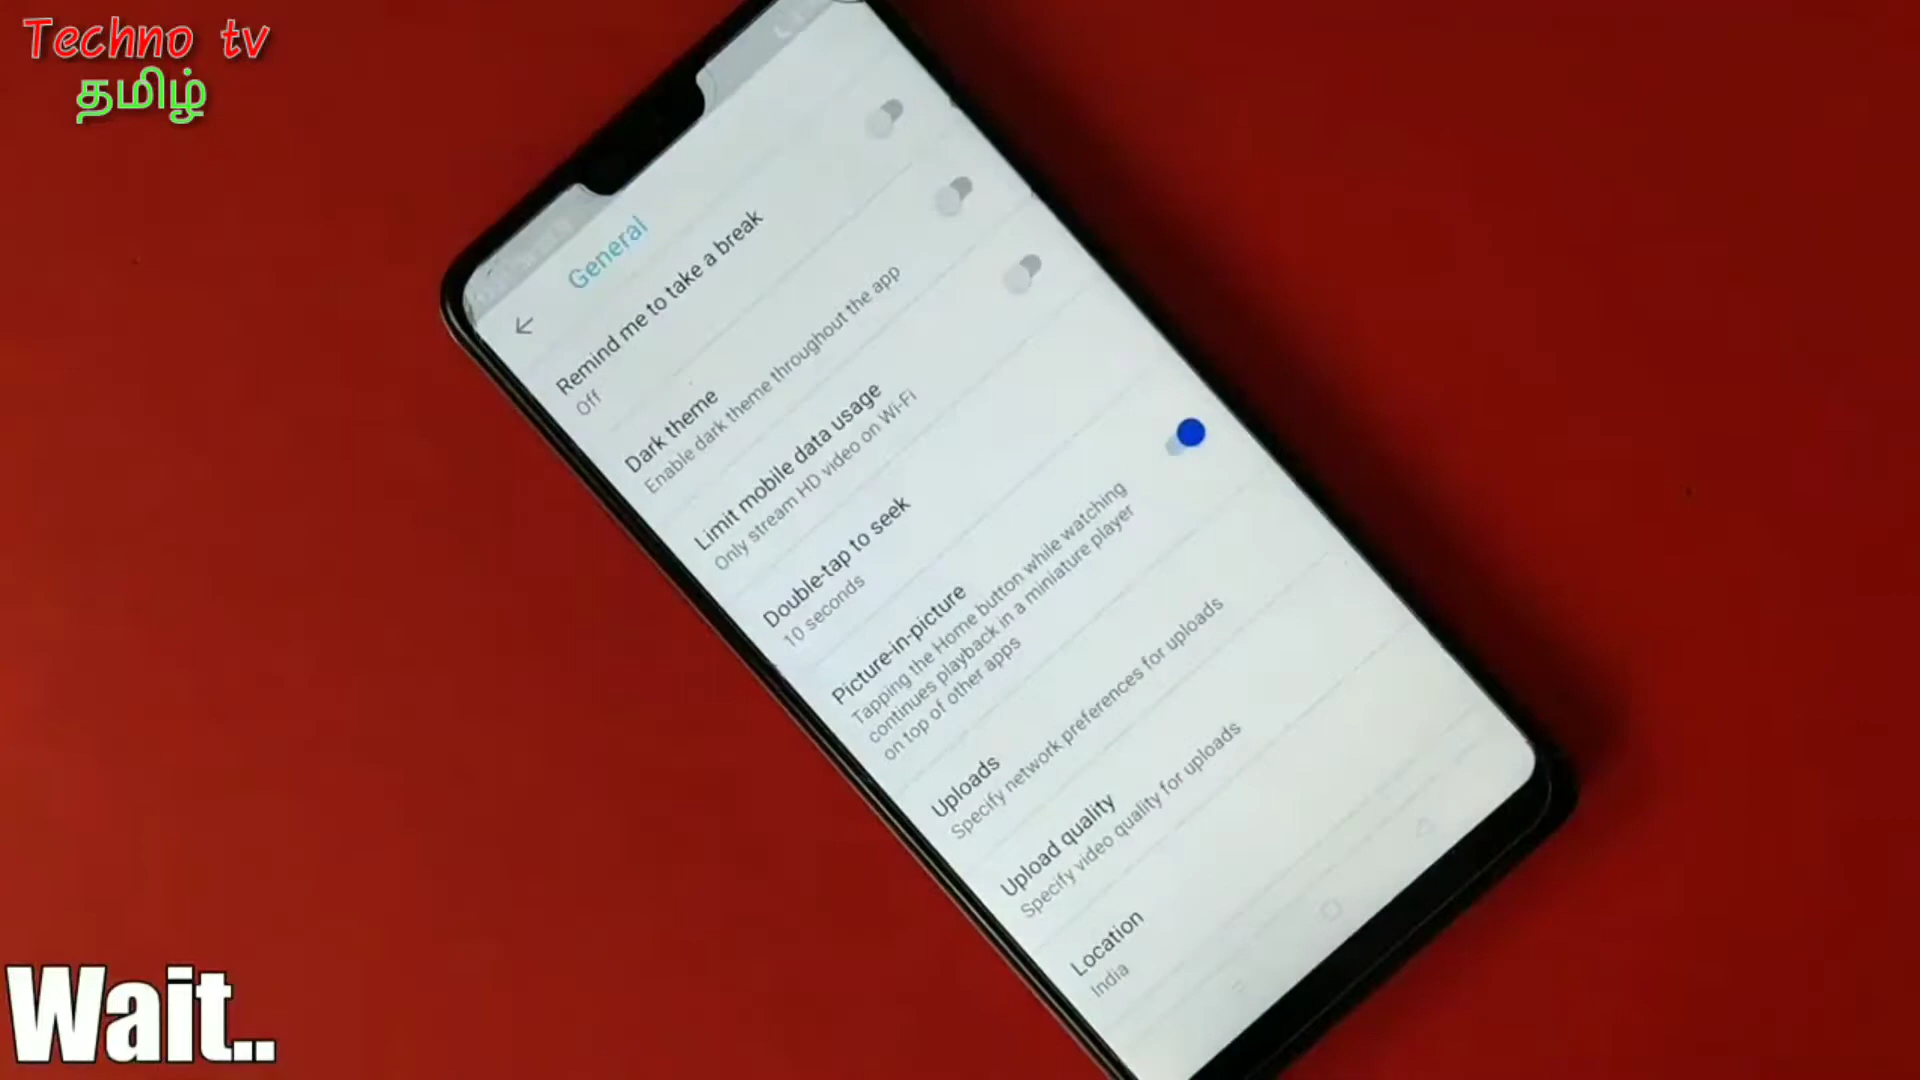 Techno tv
தமிழ்
General
Remind me to take a break
Off
Dark theme
Enable dark theme throughout the app
Limit mobile data usage
Only stream HD video on Wi-Fi
Double-tap to seek
10 seconds
Picture-in-picture
Tapping the Home button while watching
continues playback in a miniature player
on top of other apps
Uploads
Specify network preferences for uploads
Upload quality
Specify video quality for uploads
Location
India
Wait..